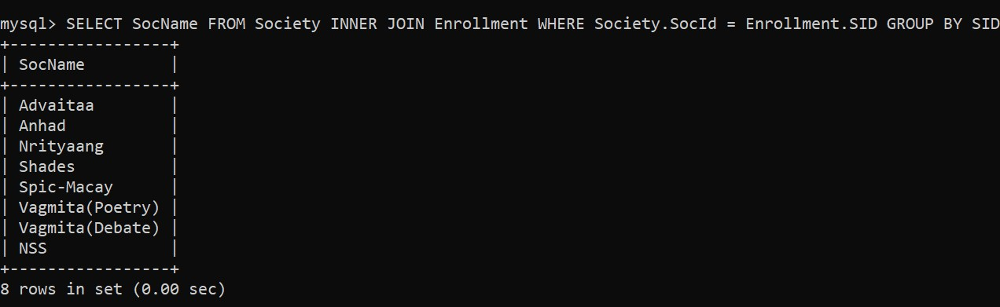 mysql> SELECT SocName FROM Society INNER JOIN Enrollment WHERE Society.SocId = Enrollment.SID GROUP BY SID
+-----------------+
| SocName         |
+-----------------+
| Advaitaa        |
| Anhad           |
| Nrityaang       |
| Shades          |
| Spic-Macay      |
| Vagmita(Poetry) |
| Vagmita(Debate) |
| NSS             |
+-----------------+
8 rows in set (0.00 sec)